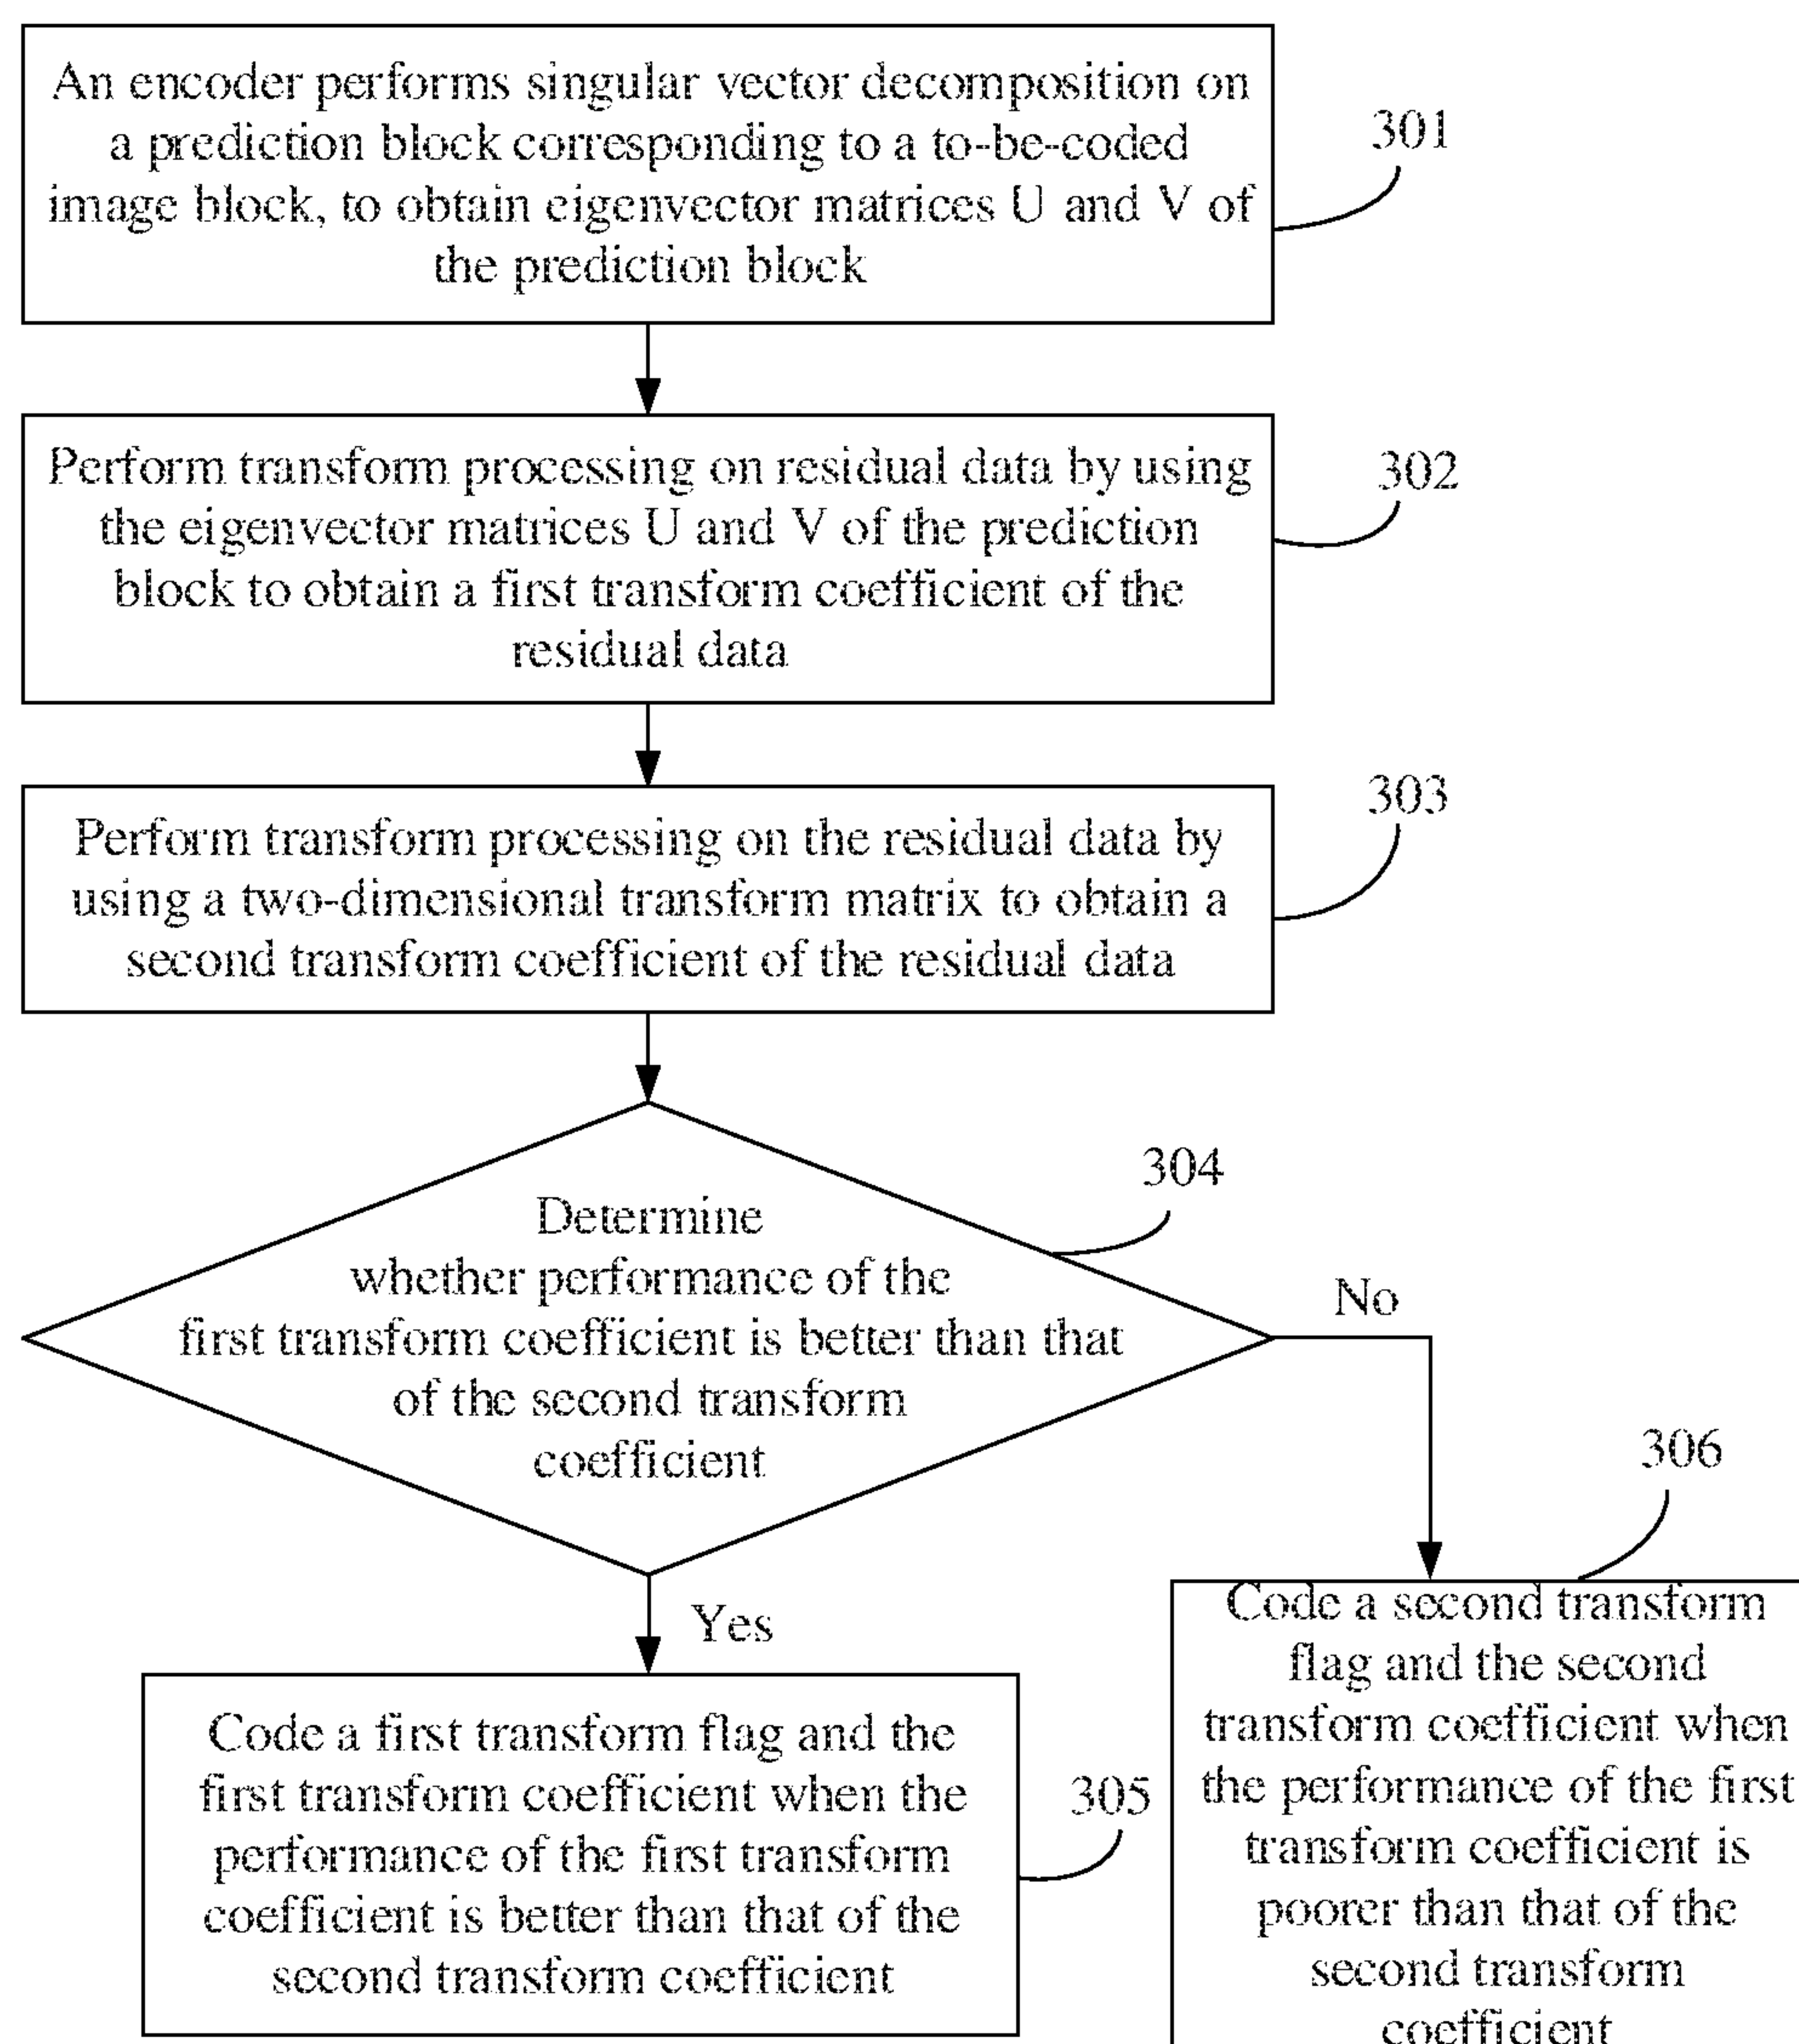 An encoder performs singular vector decomposition on
a prediction block corresponding to a to-be-coded
image block, to obtain eigenvector matrices U and V of
the prediction block
301
Perform transform processing on residual data by using
the eigenvector matrices U and V of the prediction
block to obtain a first transform coefficient of the
residual data
302
Perform transform processing on the residual data by
using a two-dimensional transform matrix to obtain a
second transform coefficient of the residual data
303
Determine
whether performance of the
first transform coefficient is better than that
of the second transform
coefficient
304
No
Yes
Code a first transform flag and the
first transform coefficient when the
performance of the first transform
coefficient is better than that of the
second transform coefficient
305
306
Code a second transform
flag and the second
transform coefficient when
the performance of the first
transform coefficient is
poorer than that of the
second transform
coefficient